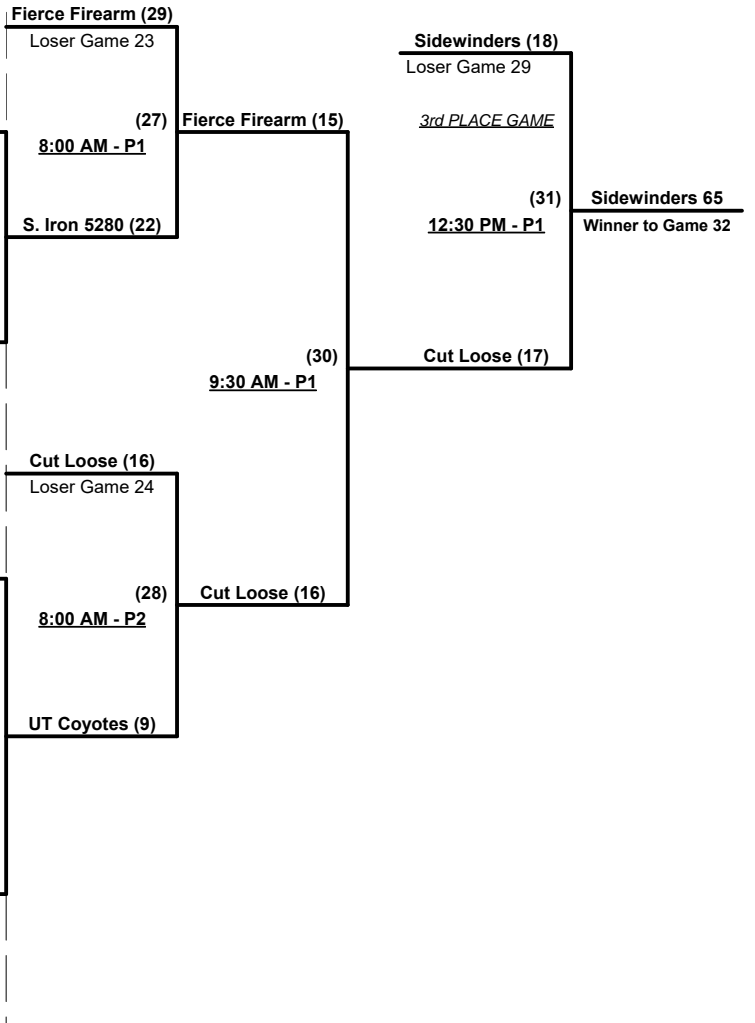 Fierce Firearm (29)
Loser Game 23
(27)
8:00 AM - P1
S. Iron 5280 (22)
Fierce Firearm (15)
Sidewinders (18)
Loser Game 29
3rd PLACE GAME
(31)
12:30 PM - P1
Sidewinders 65
Winner to Game 32
(30)
9:30 AM - P1
Cut Loose (17)
Cut Loose (16)
Loser Game 24
(28)
8:00 AM - P2
Cut Loose (16)
UT Coyotes (9)